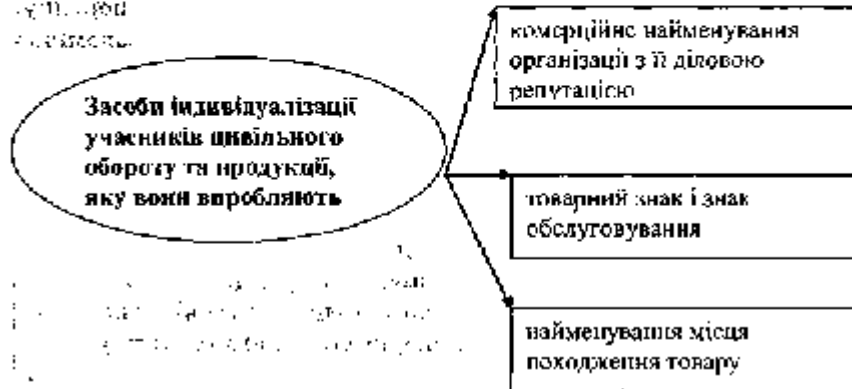 Засоби індивідуалізації
учасників цивільного
обороту та продукції,
яку вони виробляють
комерційне найменування
організації з її діловою
репутацією
товарний знак і знак
обслуговування
найменування місця
походження товару